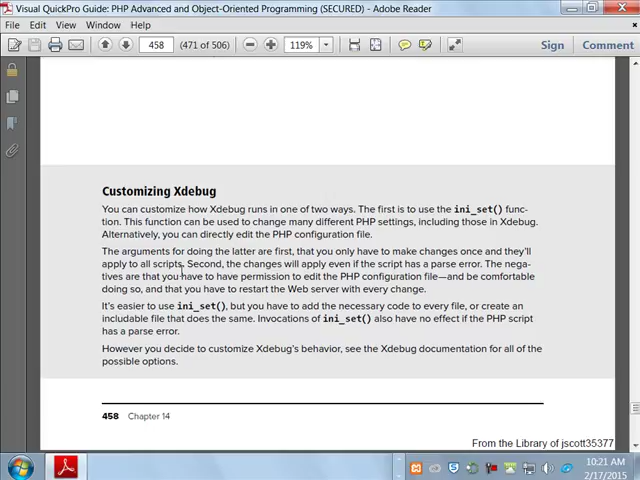 Visual QuickPro Guide: PHP Advanced and Object-Oriented Programming (SECURED) - Adobe Reader
File Edit View Window Help
458 (471 of 506) 119% Sign Comment
Customizing Xdebug
You can customize how Xdebug runs in one of two ways. The first is to use the ini_set() func-
tion. This function can be used to change many different PHP settings, including those in Xdebug.
Alternatively, you can directly edit the PHP configuration file.
The arguments for doing the latter are first, that you only have to make changes once and they'll
apply to all scripts. Second, the changes will apply even if the script has a parse error. The nega-
tives are that you have to have permission to edit the PHP configuration file—and be comfortable
doing so, and that you have to restart the Web server with every change.
It's easier to use ini_set(), but you have to add the necessary code to every file, or create an
includable file that does the same. Invocations of ini_set() also have no effect if the PHP script
has a parse error.
However you decide to customize Xdebug's behavior, see the Xdebug documentation for all of the
possible options.
458 Chapter 14
From the Library of jscott35377
10:21 AM
2/17/2015